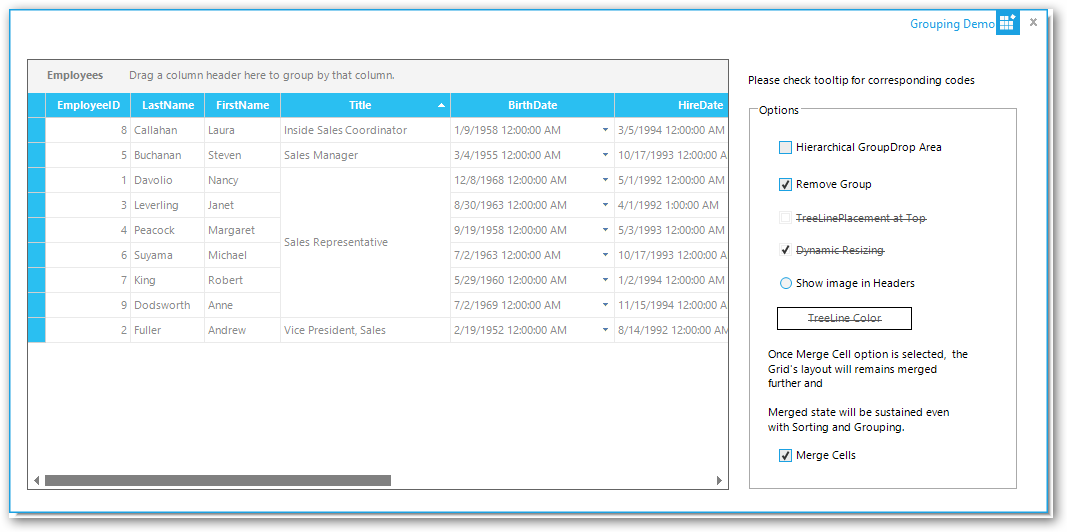 Grouping Demo
Employees Drag a column header here to group by that column.
EmployeeID LastName FirstName Title BirthDate HireDate
8 Callahan Laura Inside Sales Coordinator 1/9/1958 12:00:00 AM 3/5/1994 12:00:00 AM
5 Buchanan Steven Sales Manager 3/4/1955 12:00:00 AM 10/17/1993 12:00:00 A
1 Davolio Nancy 12/8/1968 12:00:00 AM 5/1/1992 12:00:00 AM
3 Leverling Janet 8/30/1963 12:00:00 AM 4/1/1992 1:00:00 AM
4 Peacock Margaret 9/19/1958 12:00:00 AM 5/3/1993 12:00:00 AM
Sales Representative
6 Suyama Michael 7/2/1963 12:00:00 AM 10/17/1993 12:00:00 A
7 King Robert 5/29/1960 12:00:00 AM 1/2/1994 12:00:00 AM
9 Dodsworth Anne 7/2/1969 12:00:00 AM 11/15/1994 12:00:00 A
2 Fuller Andrew Vice President, Sales 2/19/1952 12:00:00 AM 8/14/1992 12:00:00 AM
Please check tooltip for corresponding codes
Options
Hierarchical GroupDrop Area
Remove Group
TreeLinePlacement at Top
Dynamic Resizing
Show image in Headers
TreeLine Color
Once Merge Cell option is selected, the
Grid's layout will remains merged
further and
Merged state will be sustained even
with Sorting and Grouping.
Merge Cells